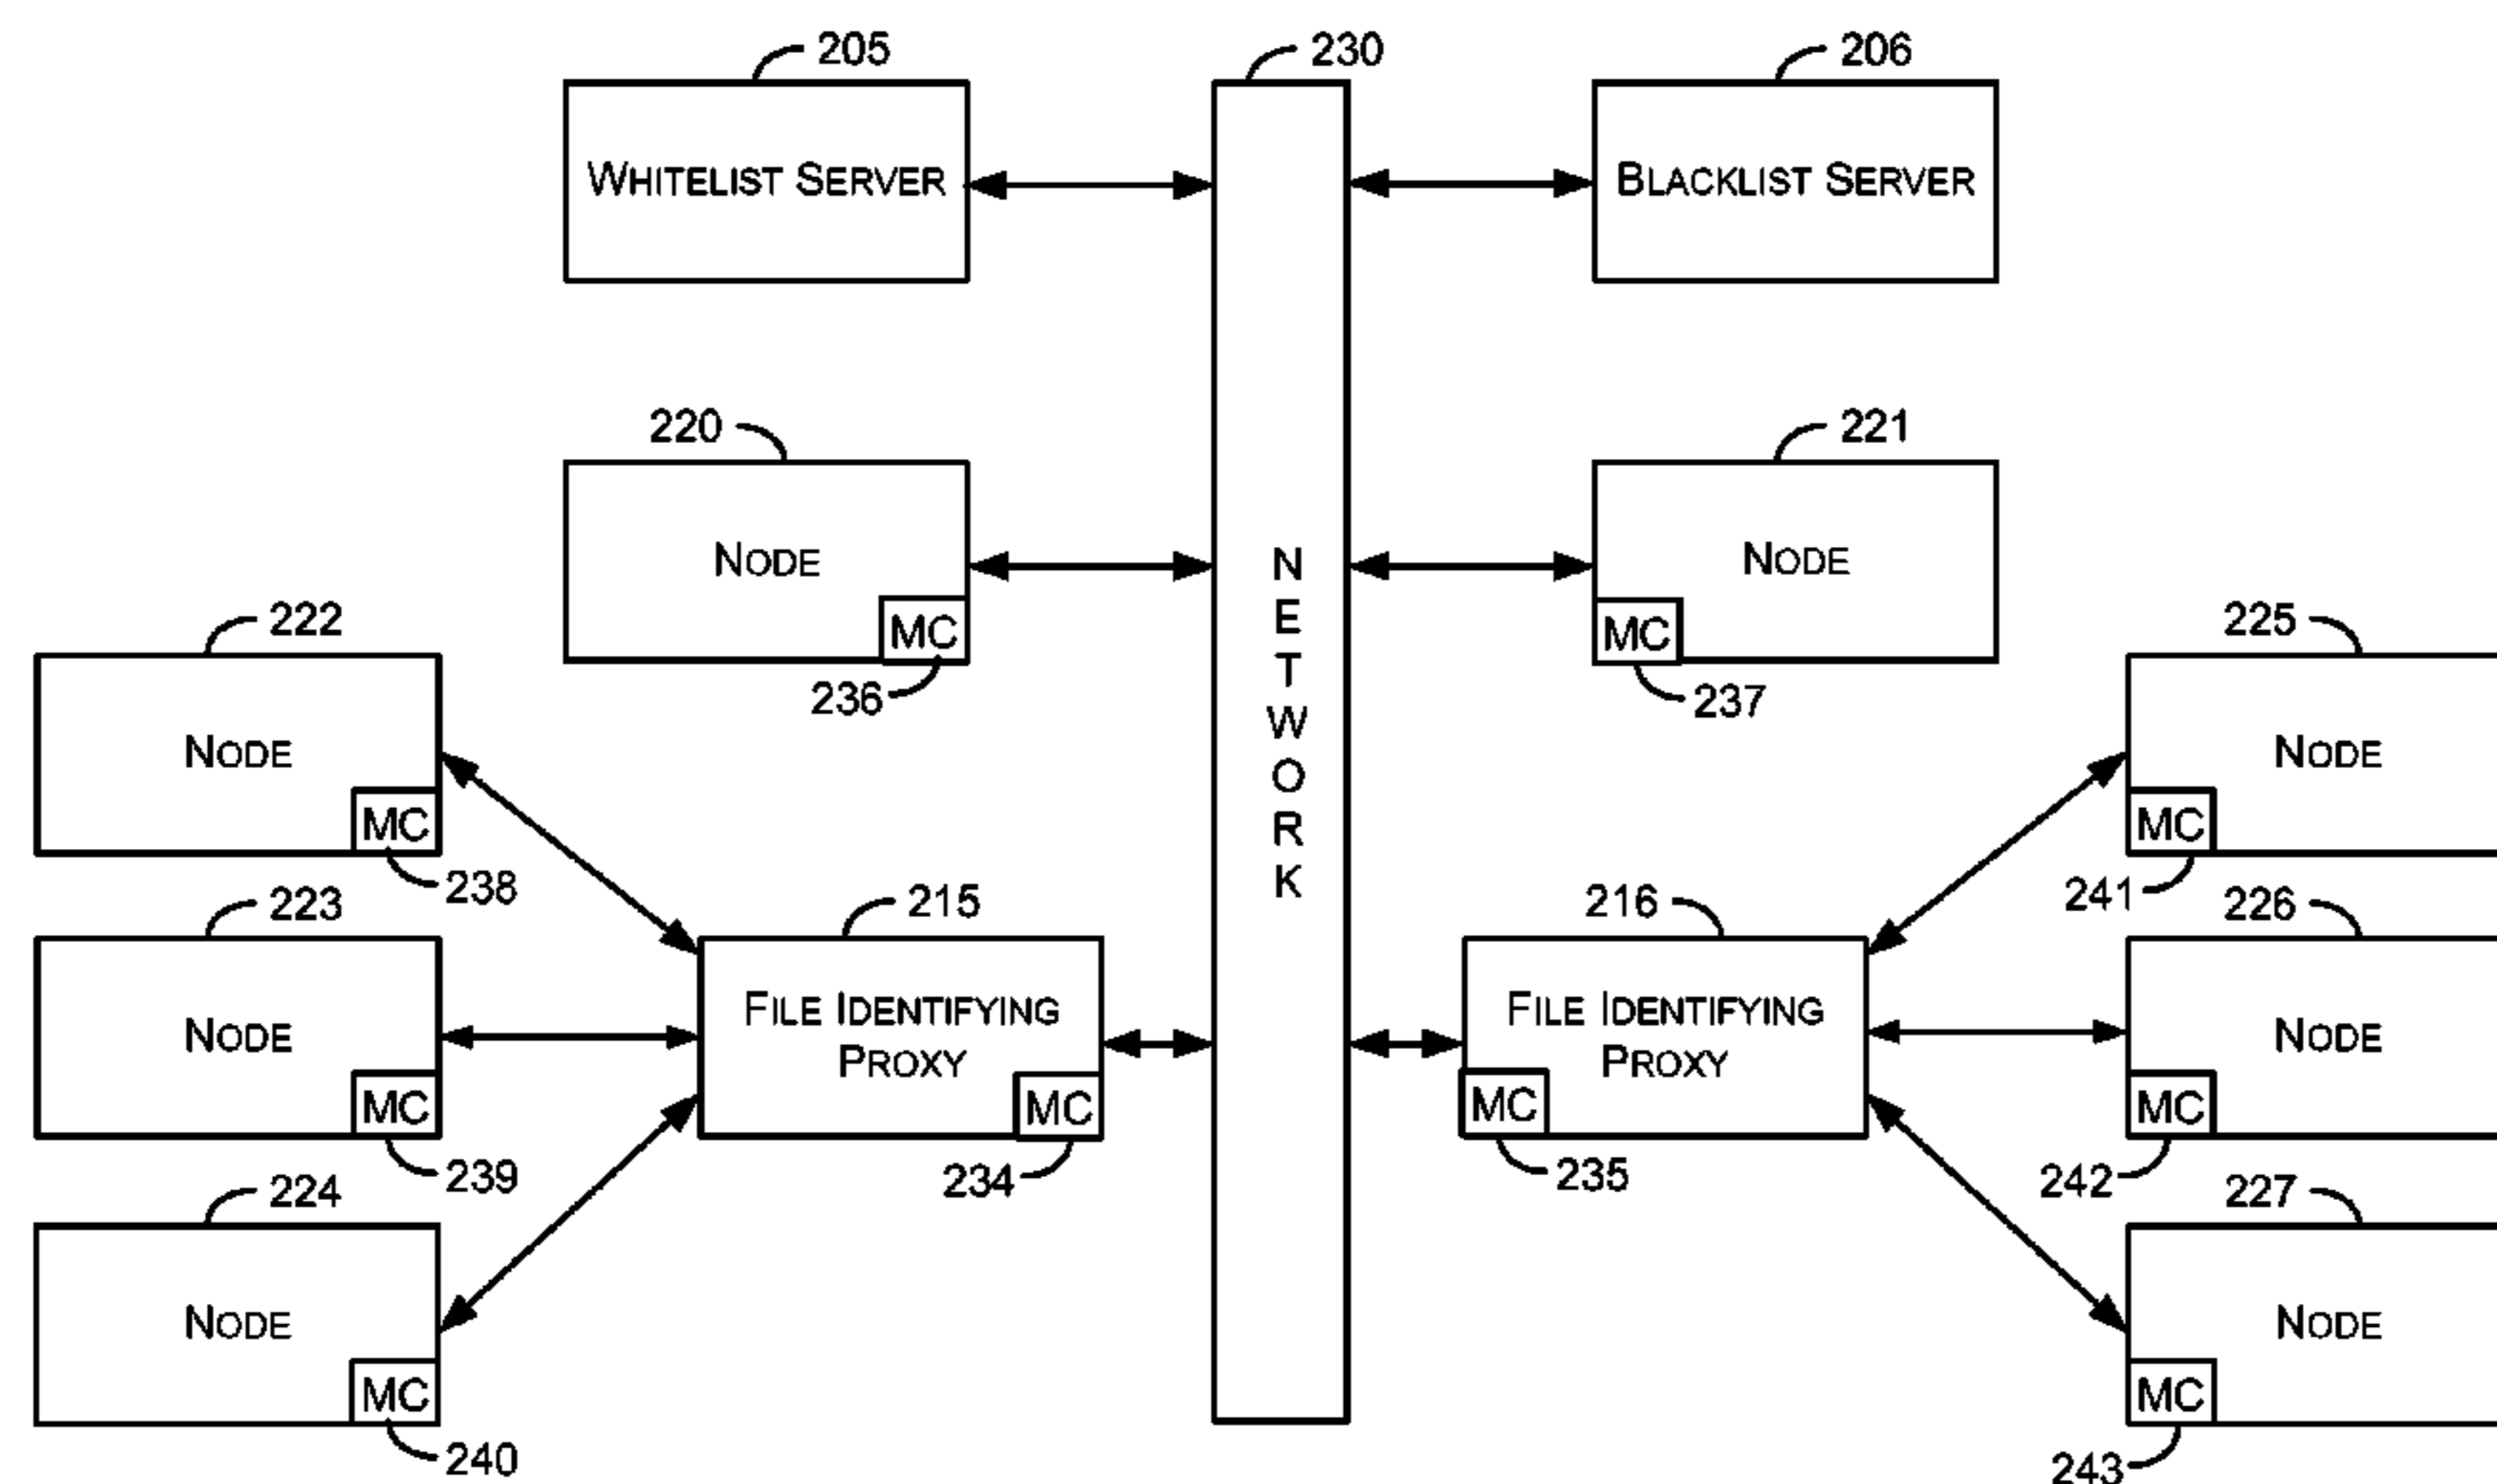 205
230
206
WHITELIST SERVER
BLACKLIST SERVER
220
221
NODE
NODE
MC
MC
236
237
NETWORK
222
225
NODE
NODE
MC
MC
238
241
223
215
216
226
NODE
FILE IDENTIFYING
PROXY
FILE IDENTIFYING
PROXY
NODE
MC
MC
MC
MC
239
234
235
242
224
227
NODE
NODE
MC
MC
240
243